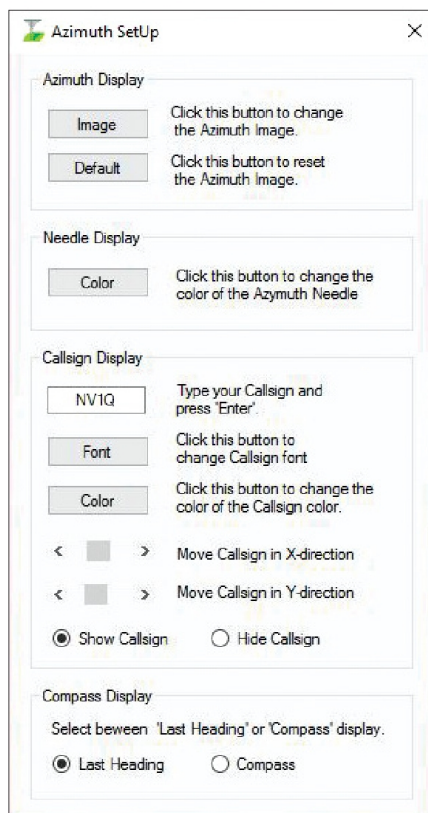 Azimuth SetUp
Azimuth Display
Image
Click this button to change
the Azimuth Image.
Default
Click this button to reset
the Azimuth Image.
Needle Display
Color
Click this button to change the
color of the Azymuth Needle
Callsign Display
NV1Q
Type your Callsign and
press 'Enter'.
Font
Click this button to
change Callsign font
Color
Click this button to change the
color of the Callsign color.
< > Move Callsign in X-direction
< > Move Callsign in Y-direction
Show Callsign Hide Callsign
Compass Display
Select beween 'Last Heading' or 'Compass' display.
Last Heading Compass